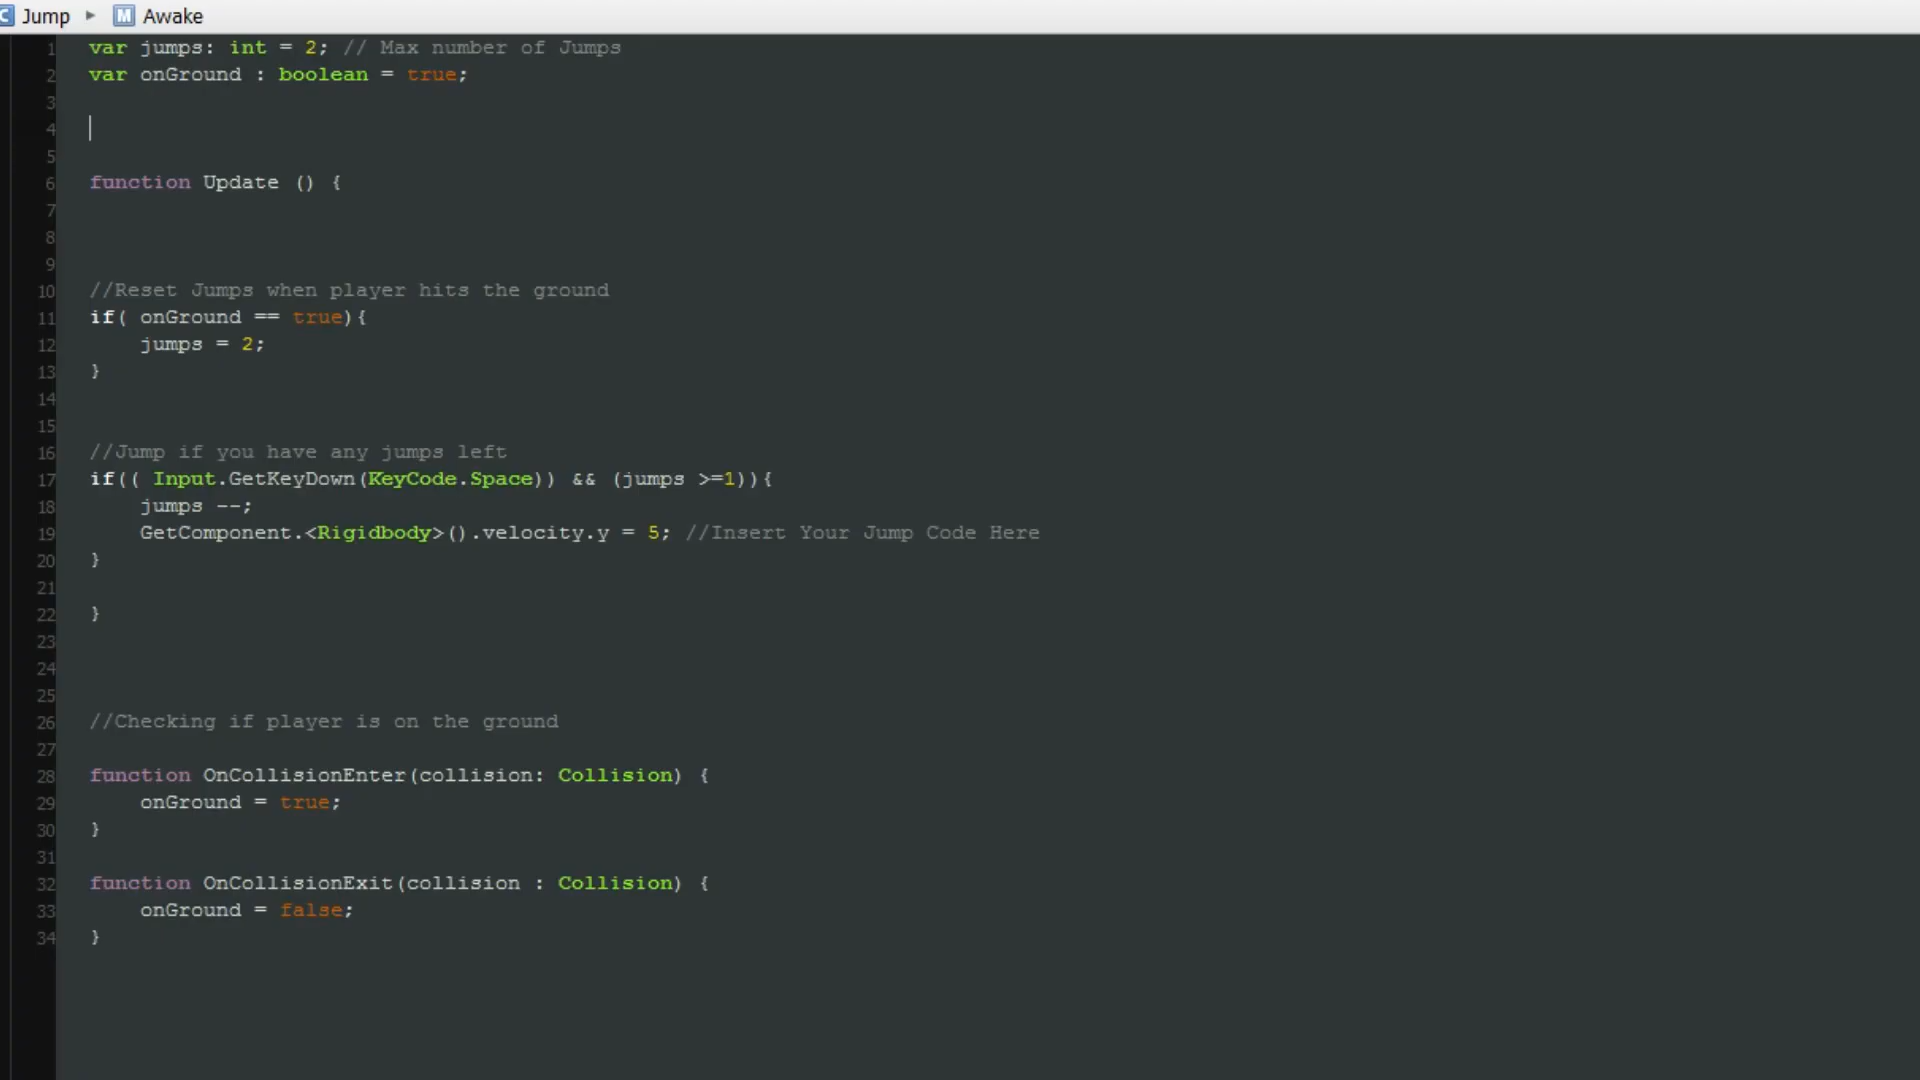 Jump ▸ M Awake
1 var jumps: int = 2; // Max number of Jumps
2 var onGround : boolean = true;
3
4
5
6 function Update () {
7
8
9
10 //Reset Jumps when player hits the ground
11 if( onGround == true){
12 jumps = 2;
13 }
14
15
16 //Jump if you have any jumps left
17 if(( Input.GetKeyDown(KeyCode.Space)) && (jumps >=1)){
18 jumps --;
19 GetComponent.<Rigidbody>().velocity.y = 5; //Insert Your Jump Code Here
20 }
21
22 }
23
24
25
26 //Checking if player is on the ground
27
28 function OnCollisionEnter(collision: Collision) {
29 onGround = true;
30 }
31
32 function OnCollisionExit(collision : Collision) {
33 onGround = false;
34 }